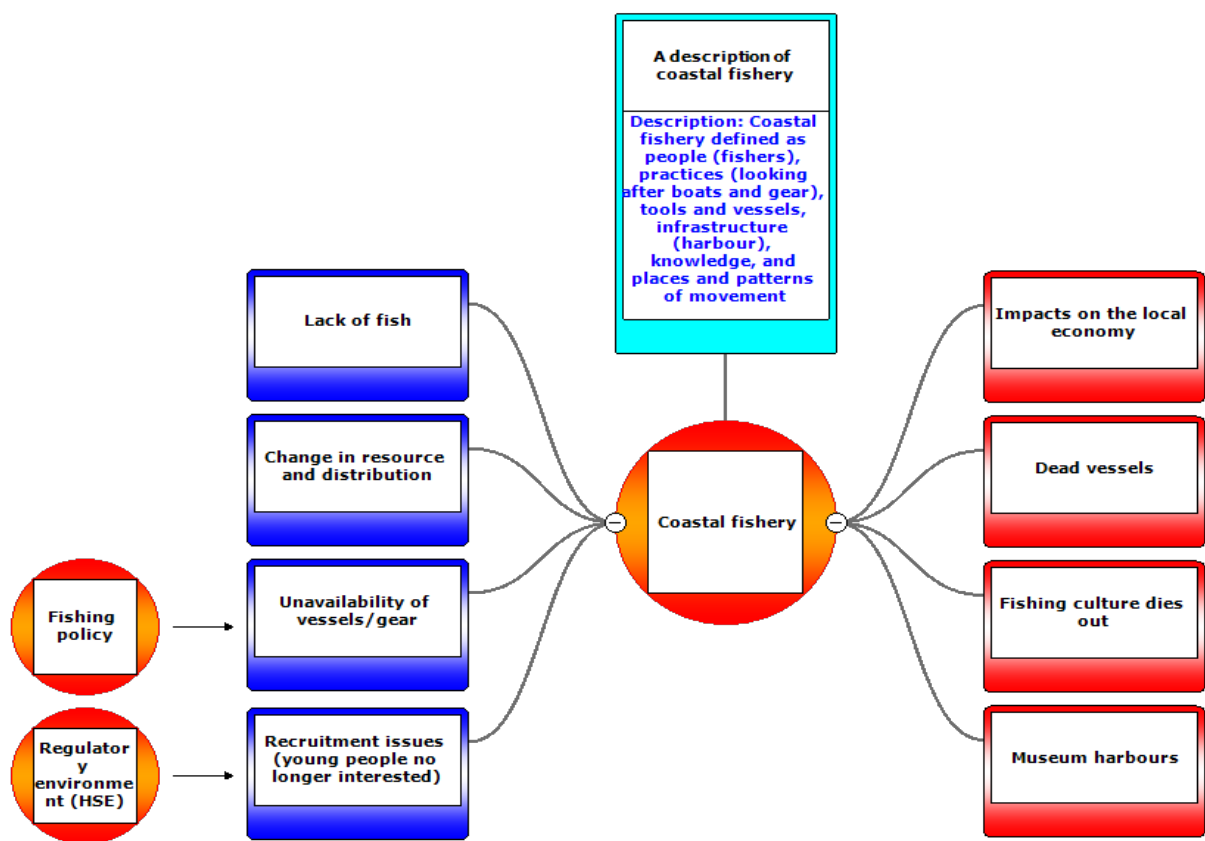 A description of
coastal fishery
Description: Coastal
fishery defined as
people (fishers),
practices (looking
after boats and gear),
tools and vessels,
infrastructure
(harbour),
knowledge, and
places and patterns
of movement
Lack of fish
Change in resource
and distribution
Unavailability of
vessels/gear
Recruitment issues
(young people no
longer interested)
Fishing
policy
Regulator
y
environme
nt (HSE)
Coastal fishery
Impacts on the local
economy
Dead vessels
Fishing culture dies
out
Museum harbours